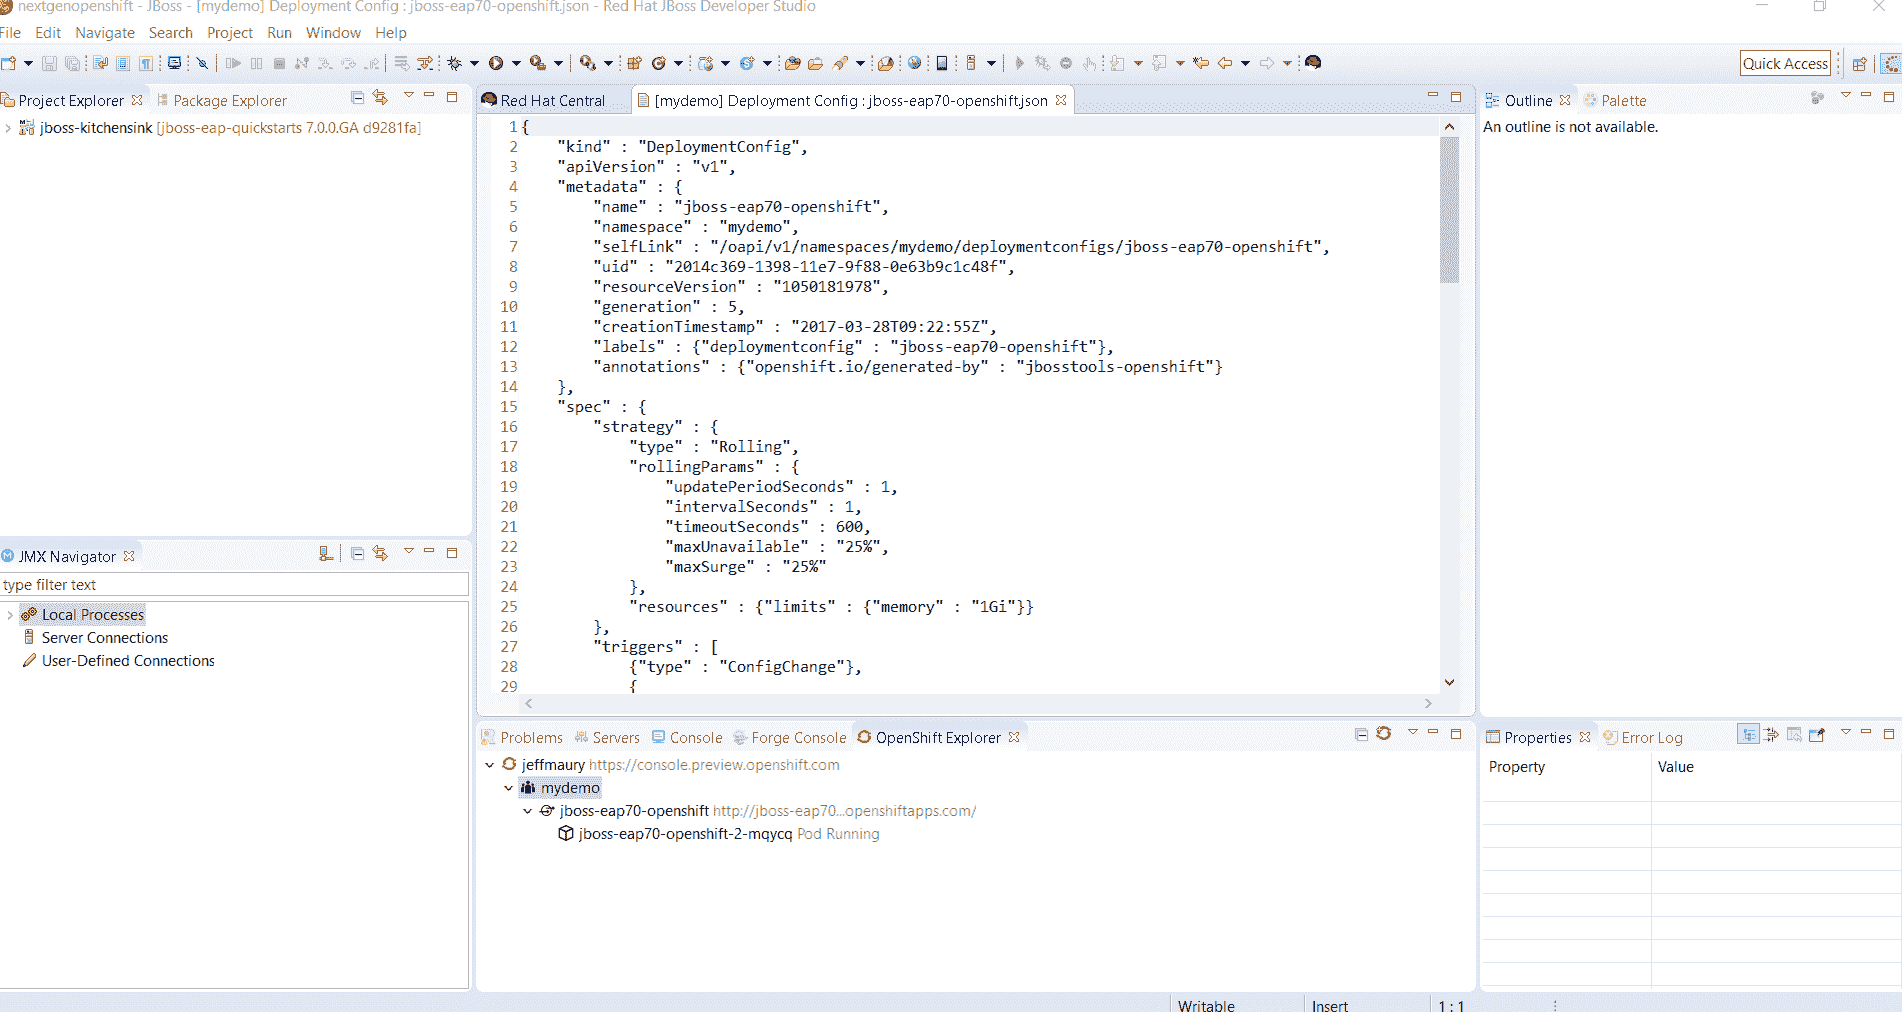 nextgenopenshift - JBoss - [mydemo] Deployment Config : jboss-eap70-openshift.json - Red Hat JBoss Developer Studio
File Edit Navigate Search Project Run Window Help
Quick Access
Project Explorer Package Explorer
jboss-kitchensink [jboss-eap-quickstarts 7.0.0.GA d9281fa]
Red Hat Central [mydemo] Deployment Config : jboss-eap70-openshift.json
1 {
2 "kind" : "DeploymentConfig",
3 "apiVersion" : "v1",
4 "metadata" : {
5 "name" : "jboss-eap70-openshift",
6 "namespace" : "mydemo",
7 "selfLink" : "/oapi/v1/namespaces/mydemo/deploymentconfigs/jboss-eap70-openshift",
8 "uid" : "2014c369-1398-11e7-9f88-0e63b9c1c48f",
9 "resourceVersion" : "1050181978",
10 "generation" : 5,
11 "creationTimestamp" : "2017-03-28T09:22:55Z",
12 "labels" : {"deploymentconfig" : "jboss-eap70-openshift"},
13 "annotations" : {"openshift.io/generated-by" : "jbosstools-openshift"}
14 },
15 "spec" : {
16 "strategy" : {
17 "type" : "Rolling",
18 "rollingParams" : {
19 "updatePeriodSeconds" : 1,
20 "intervalSeconds" : 1,
21 "timeoutSeconds" : 600,
22 "maxUnavailable" : "25%",
23 "maxSurge" : "25%"
24 },
25 "resources" : {"limits" : {"memory" : "1Gi"}}
26 },
27 "triggers" : [
28 {"type" : "ConfigChange"},
29 {
Outline Palette
An outline is not available.
JMX Navigator
type filter text
Local Processes
Server Connections
User-Defined Connections
Problems Servers Console Forge Console OpenShift Explorer
jeffmaury https://console.preview.openshift.com
mydemo
jboss-eap70-openshift http://jboss-eap70...openshiftapps.com/
jboss-eap70-openshift-2-mqycq Pod Running
Properties Error Log
Property Value
Writable Insert 1 : 1